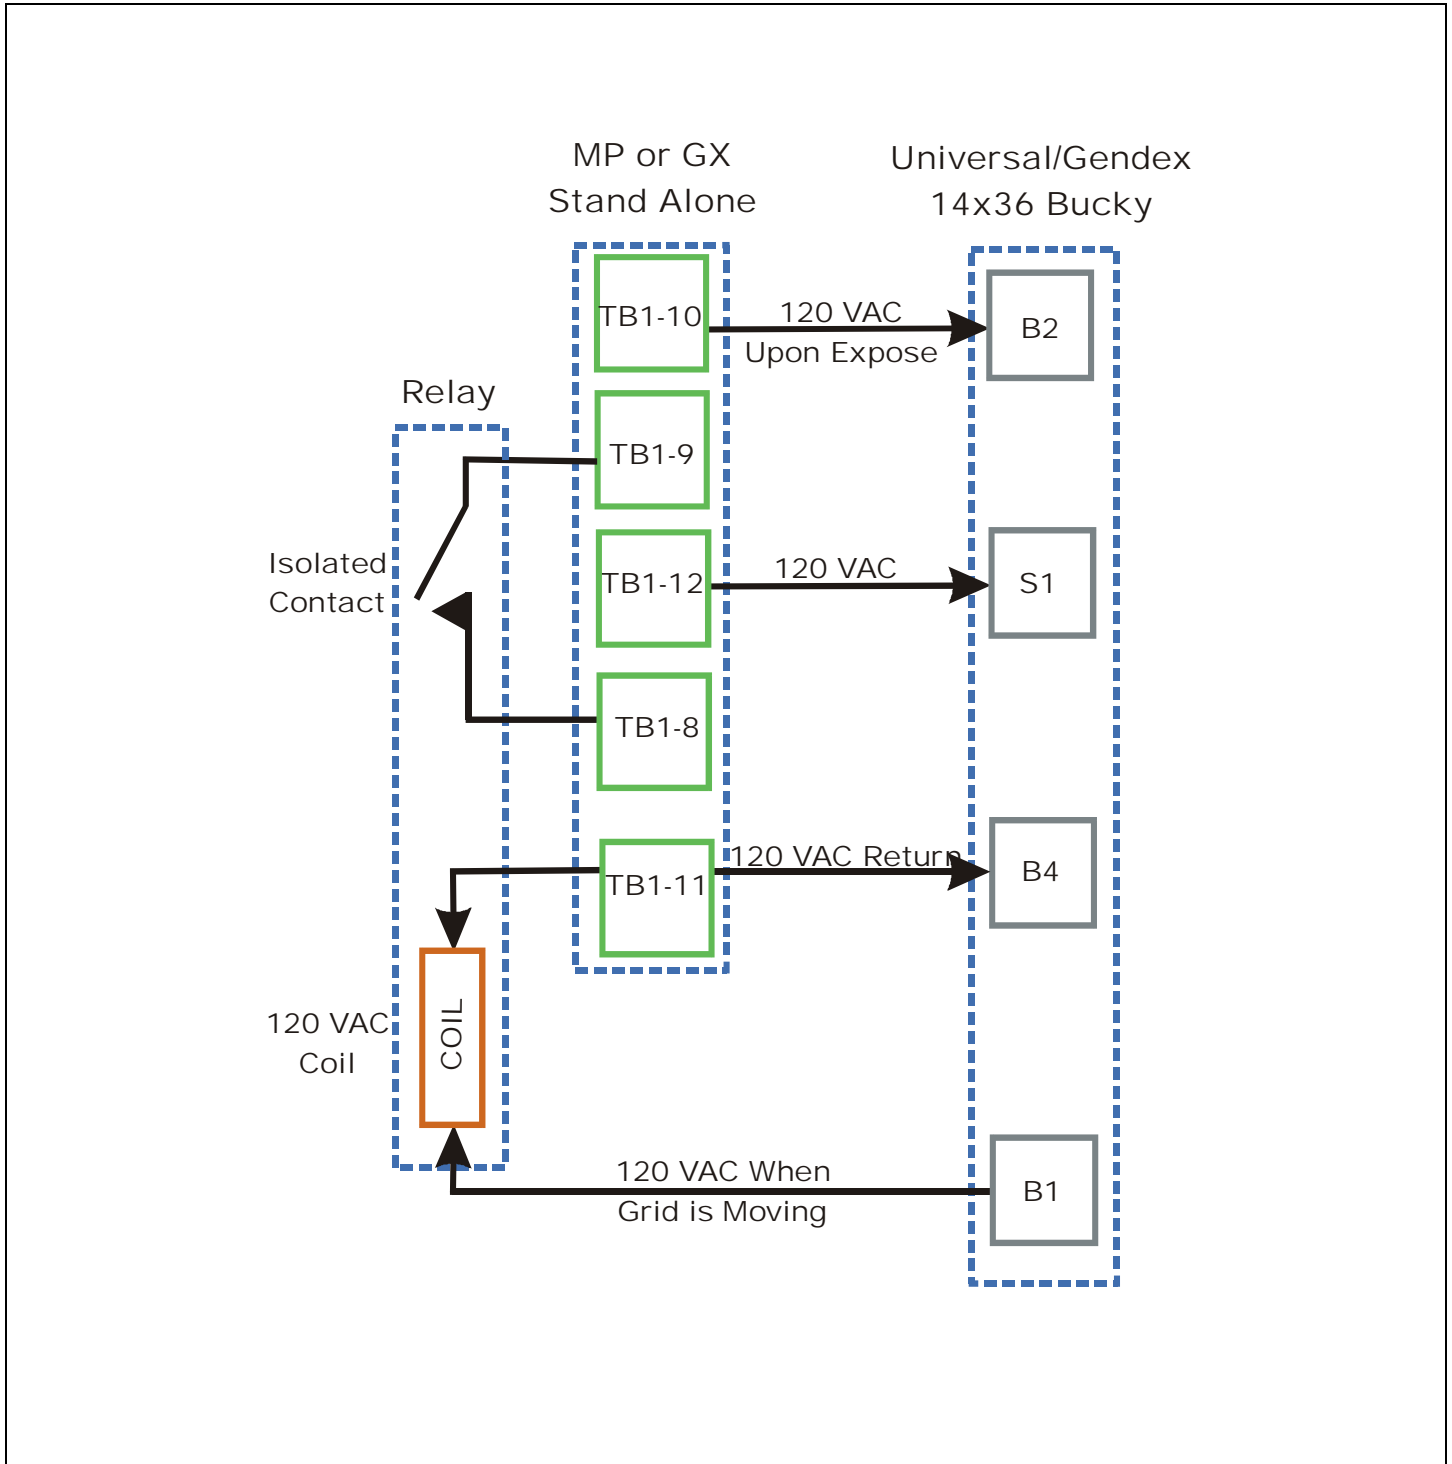 MP or GX
Stand Alone
Universal/Gendex
14x36 Bucky
TB1-10
120 VAC
Upon Expose
B2
Relay
TB1-9
Isolated
Contact
TB1-12
120 VAC
S1
TB1-8
TB1-11
120 VAC Return
B4
120 VAC
Coil
COIL
120 VAC When
Grid is Moving
B1